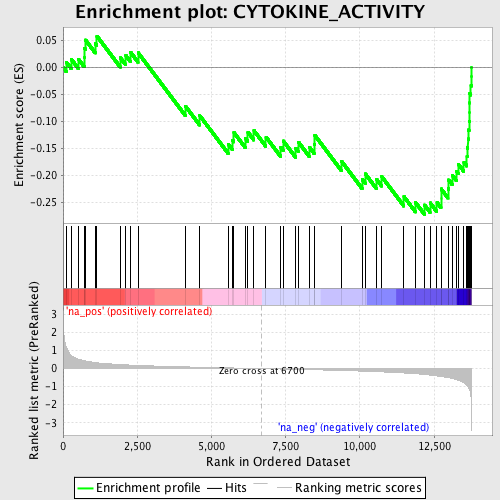 Enrichment plot: CYTOKINE_ACTIVITY
Enrichment score (ES)
0.05
0.00
-0.05
-0.10
-0.15
-0.20
-0.25
'na_pos' (positively correlated)
Ranked list metric (PreRanked)
3
2
1
0
-1
-2
-3
Zero cross at 6700
'na_neg' (negatively correlated)
0
2,500
5,000
7,500
10,000
12,500
Rank in Ordered Dataset
Enrichment profile
Hits
Ranking metric scores